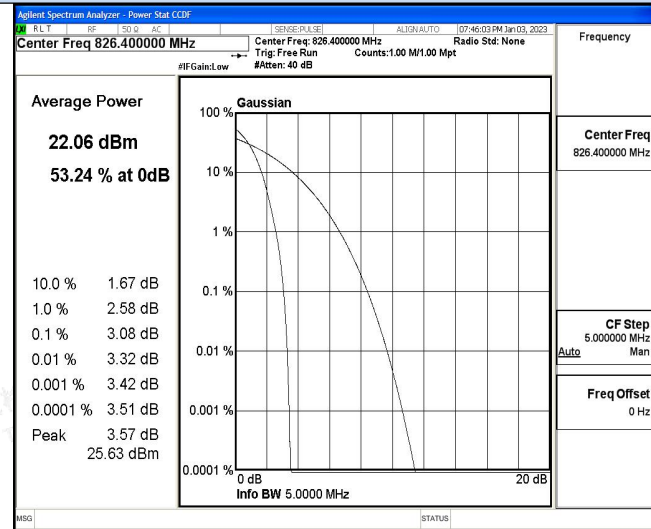 Agilent Spectrum Analyzer - Power Stat CCDF
LXI RLT RF 50 Ω AC SENSE:PULSE ALIGN AUTO 07:46:03 PM Jan 03, 2023
Center Freq 826.400000 MHz
Center Freq: 826.400000 MHz Radio Std: None
Trig: Free Run Counts:1.00 M/1.00 Mpt
#IFGain:Low #Atten: 40 dB
Frequency
Average Power
22.06 dBm
53.24 % at 0dB
10.0 % 1.67 dB
1.0 % 2.58 dB
0.1 % 3.08 dB
0.01 % 3.32 dB
0.001 % 3.42 dB
0.0001 % 3.51 dB
Peak 3.57 dB
25.63 dBm
Gaussian
100 %
10 %
1 %
0.1 %
0.01 %
0.001 %
0.0001 %
0 dB 20 dB
Info BW 5.0000 MHz
Center Freq
826.400000 MHz
CF Step
5.000000 MHz
Auto Man
Freq Offset
0 Hz
MSG STATUS